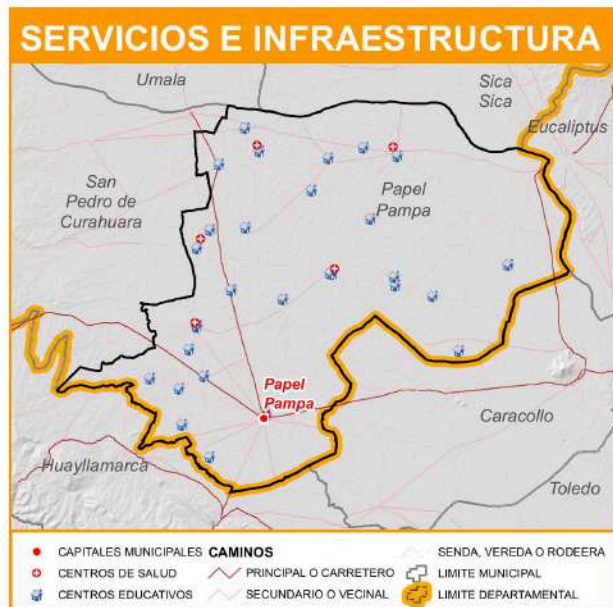 SERVICIOS E INFRAESTRUCTURA
Umala
Sica
Sica
Eucaliptus
San
Pedro de
Curahuara
Papel
Pampa
Papel
Pampa
Caracollo
Huayllamarca
Toledo
CAPITALES MUNICIPALES
CENTROS DE SALUD
CENTROS EDUCATIVOS
CAMINOS
PRINCIPAL O CARRETERO
SECUNDARIO O VECINAL
SENDA, VEREDA O RODEERA
LIMITE MUNICIPAL
LIMITE DEPARTAMENTAL